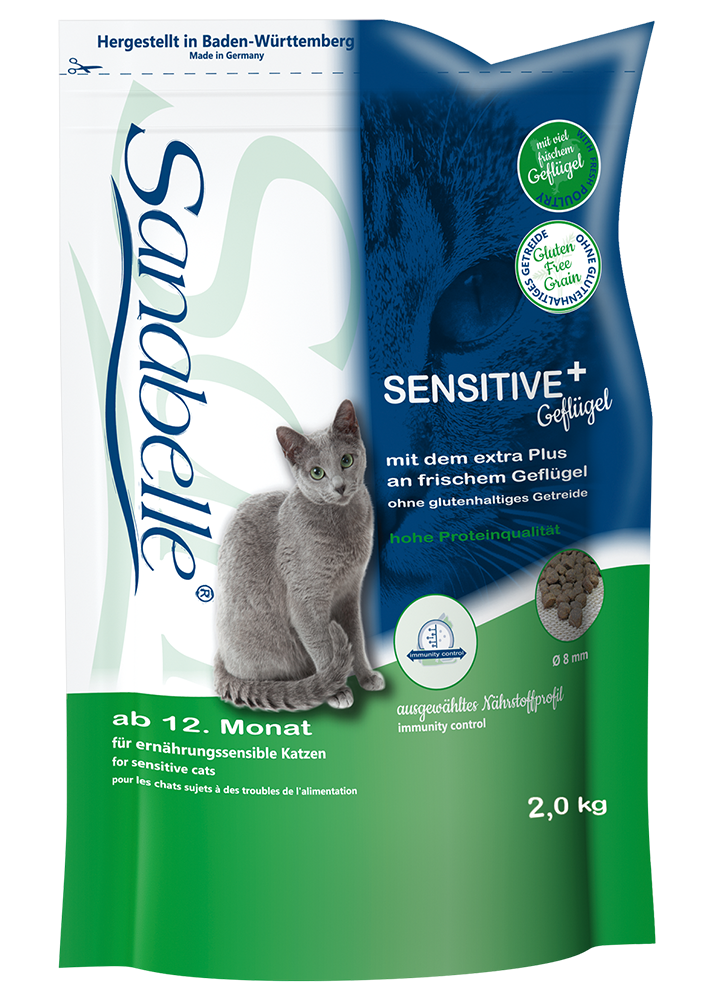 Hergestellt in Baden-Württemberg
Made in Germany
Sanabelle®
mit viel
frischem
Geflügel
WITH FRESH POULTRY
OHNE GLUTENHALTIGES GETREIDE
Gluten
Free
Grain
SENSITIVE+
Geflügel
mit dem extra Plus
an frischem Geflügel
ohne glutenhaltiges Getreide
hohe Proteinqualität
immunity control
Ø 8 mm
ausgewähltes Nährstoffprofil
immunity control
ab 12. Monat
für ernährungssensible Katzen
for sensitive cats
pour les chats sujets à des troubles de l'alimentation
2,0 kg